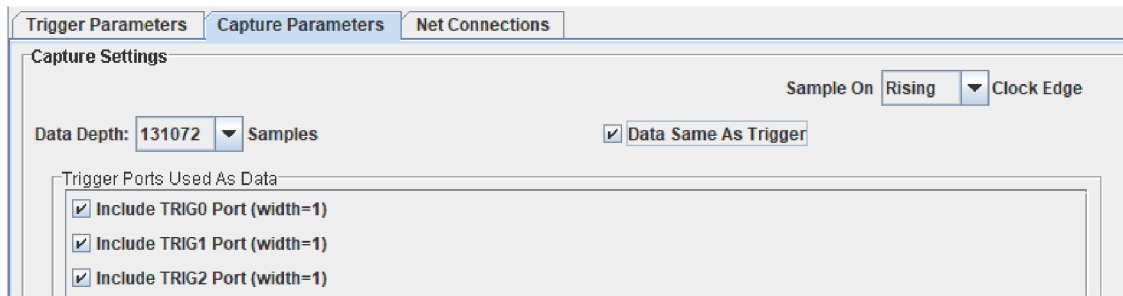 Trigger Parameters Capture Parameters Net Connections
Capture Settings
Sample On Rising Clock Edge
Data Depth: 131072 Samples Data Same As Trigger
Trigger Ports Used As Data
Include TRIG0 Port (width=1)
Include TRIG1 Port (width=1)
Include TRIG2 Port (width=1)